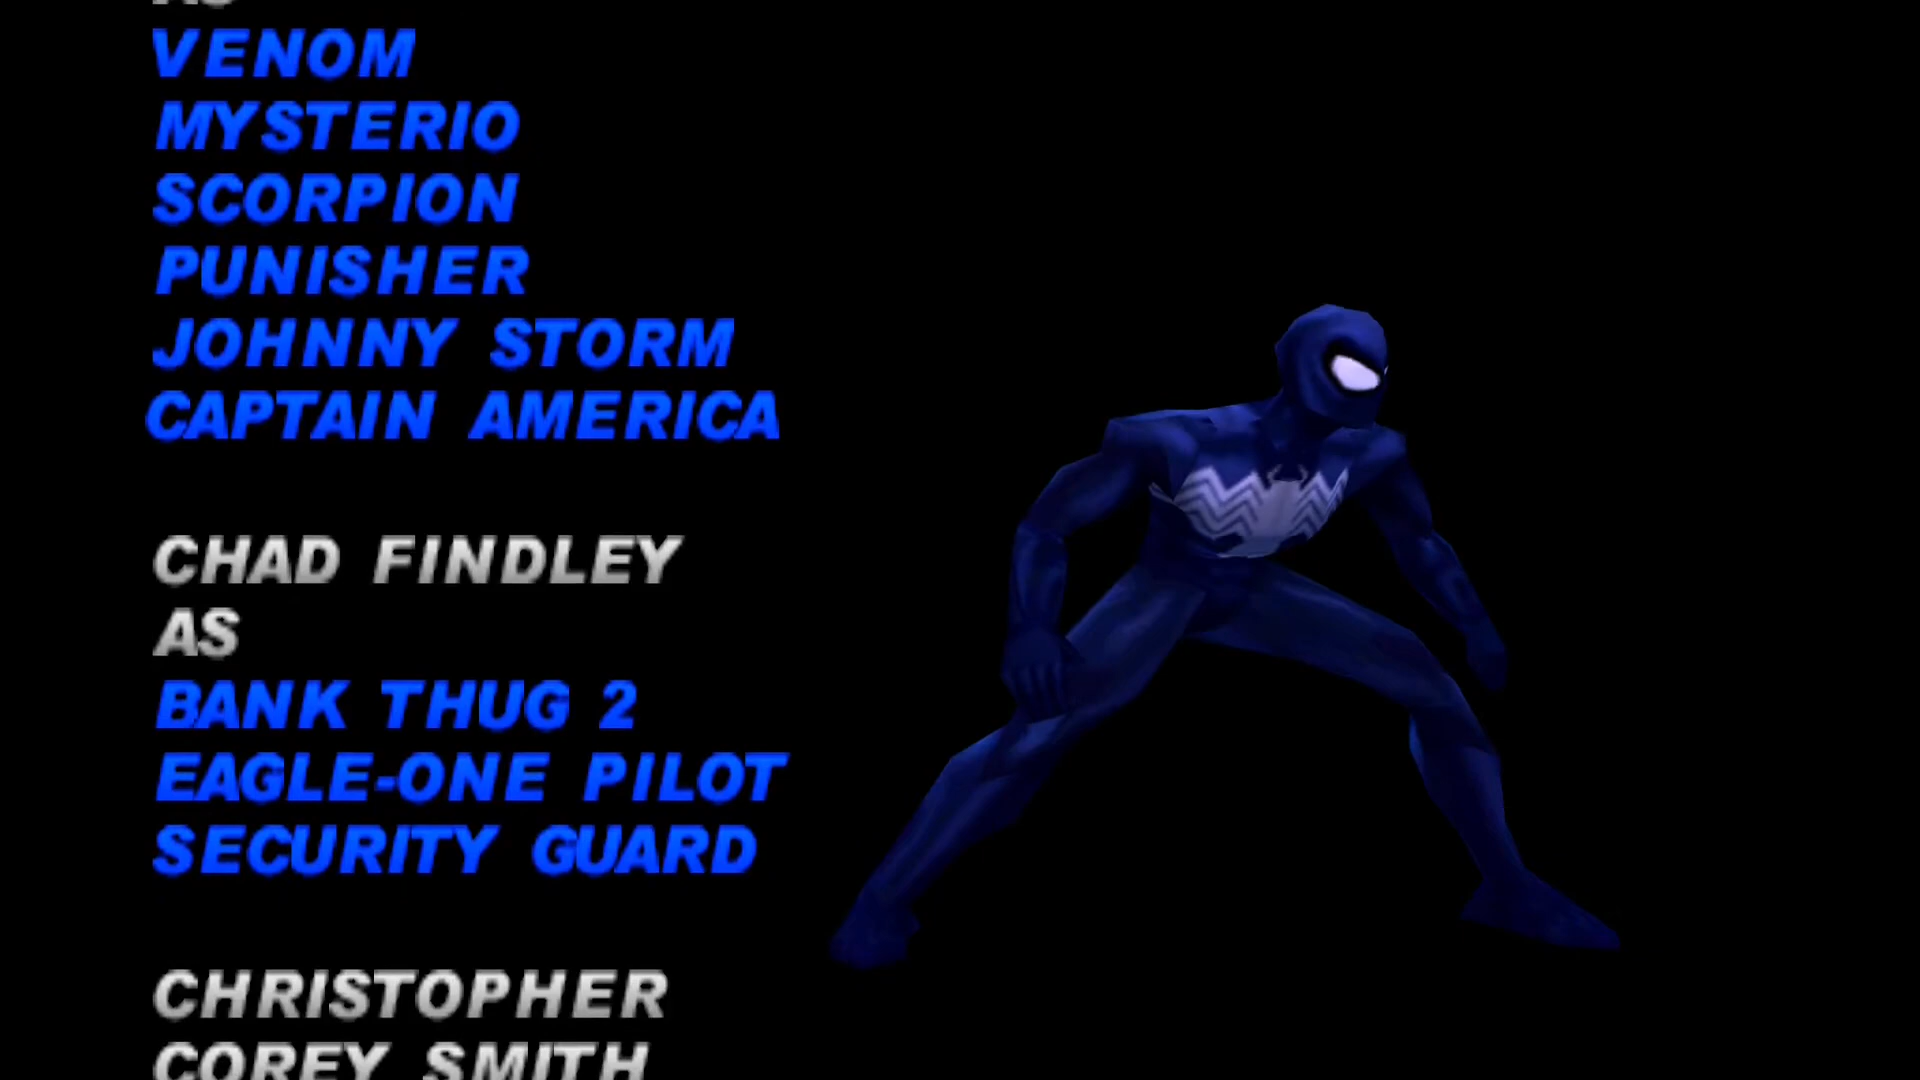 AS
VENOM
MYSTERIO
SCORPION
PUNISHER
JOHNNY STORM
CAPTAIN AMERICA
CHAD FINDLEY
AS
BANK THUG 2
EAGLE-ONE PILOT
SECURITY GUARD
CHRISTOPHER
COREY SMITH